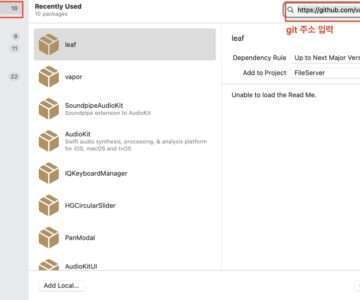 10
9
11
22
Recently Used
10 packages
https://github.com/
git 주소 입력
leaf
vapor
SoundpipeAudioKit
Soundpipe extension to AudioKit
AudioKit
Swift audio synthesis, processing, & analysis platform
for iOS, macOS and tvOS
IQKeyboardManager
HGCircularSlider
PanModal
AudioKitUI
Add Local...
leaf
Dependency Rule
Up to Next Major Vers
Add to Project
FileServer
Unable to load the Read Me.